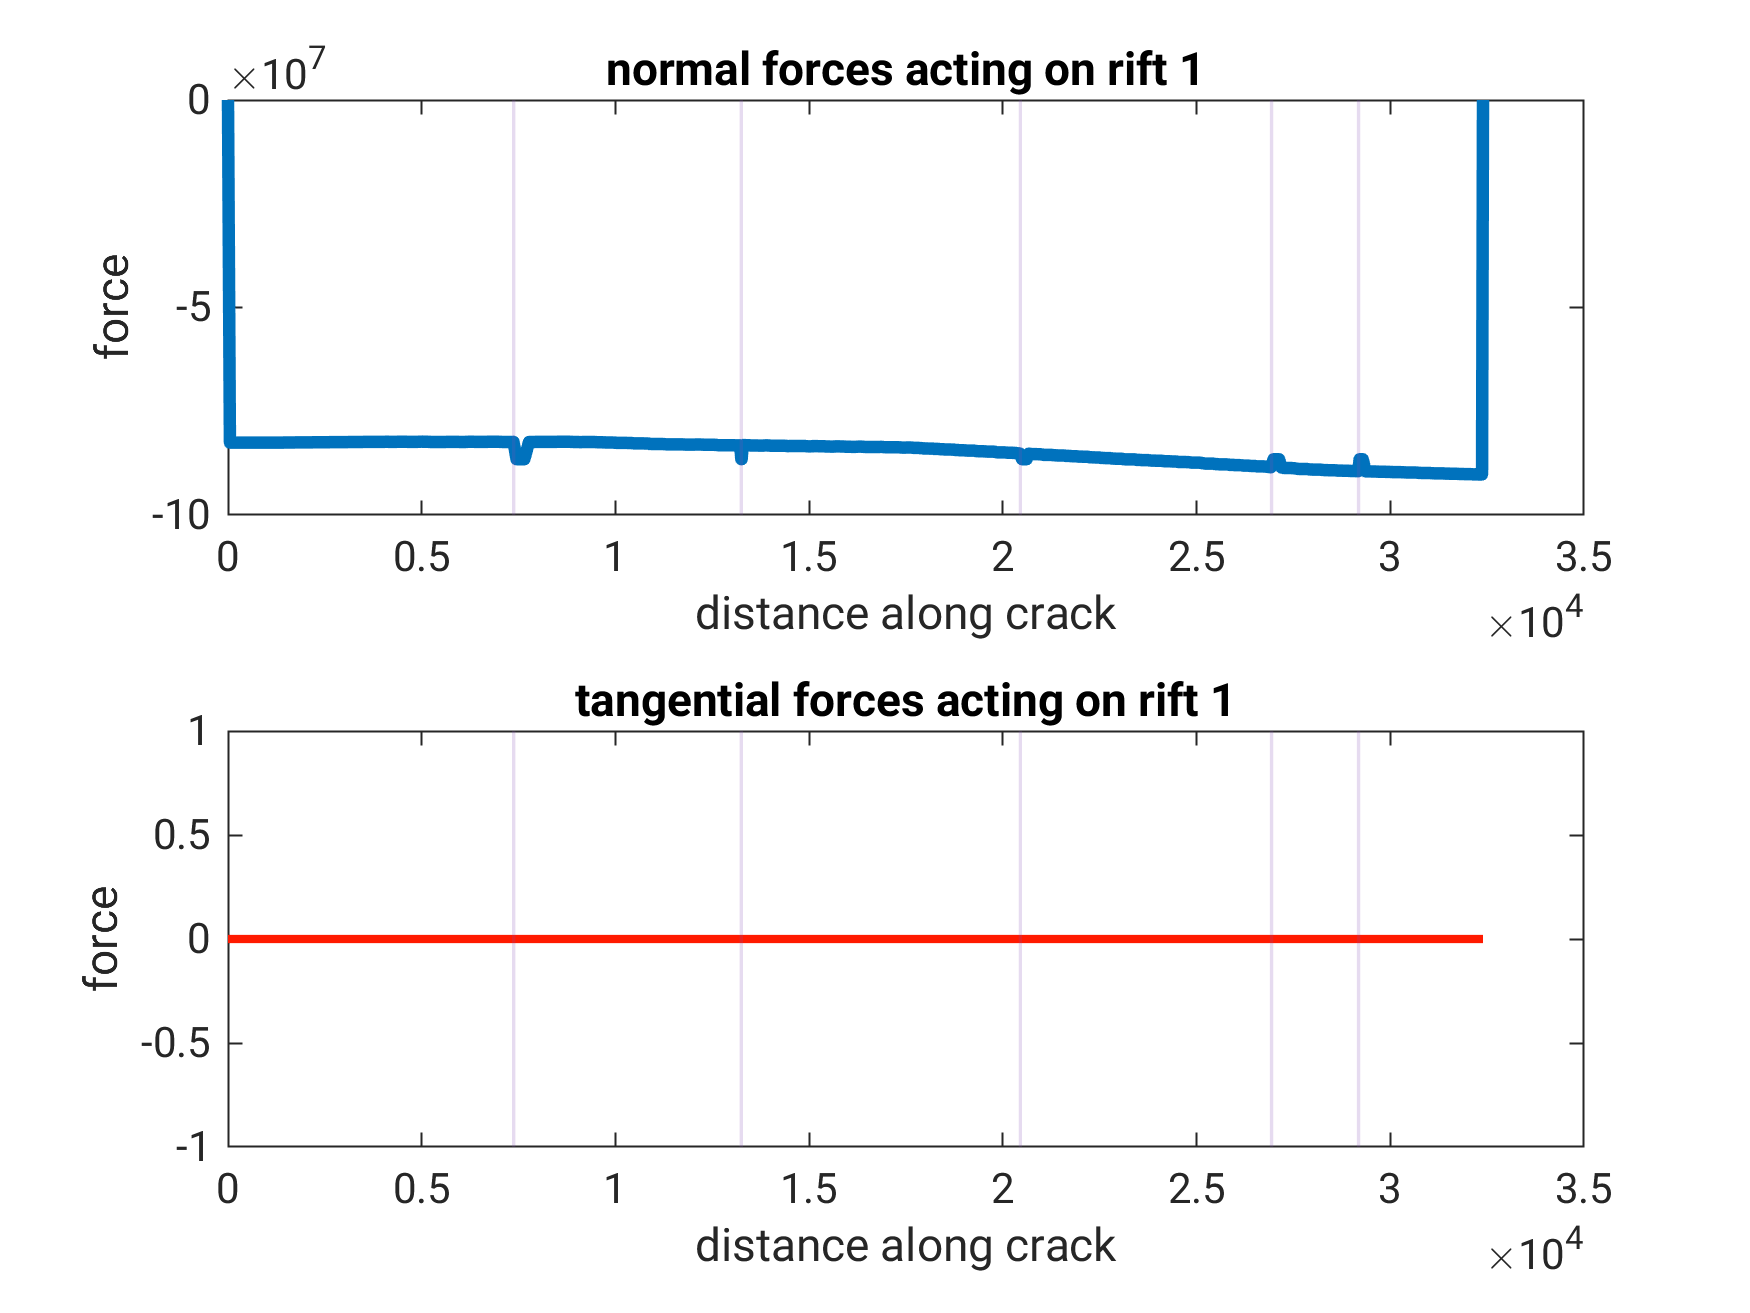 ×10^7
normal forces acting on rift 1
0
-5
-10
force
0 0.5 1 1.5 2 2.5 3 3.5
distance along crack
×10^4
tangential forces acting on rift 1
1
0.5
0
-0.5
-1
force
0 0.5 1 1.5 2 2.5 3 3.5
distance along crack
×10^4